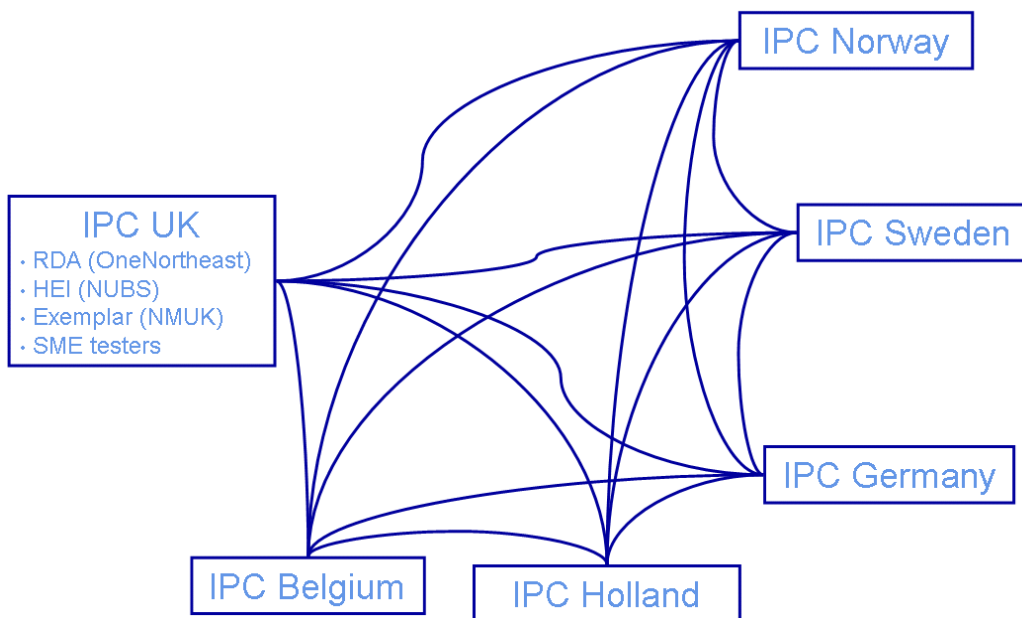 IPC Norway
IPC UK
• RDA (OneNortheast)
• HEI (NUBS)
• Exemplar (NMUK)
• SME testers
IPC Sweden
IPC Germany
IPC Belgium
IPC Holland